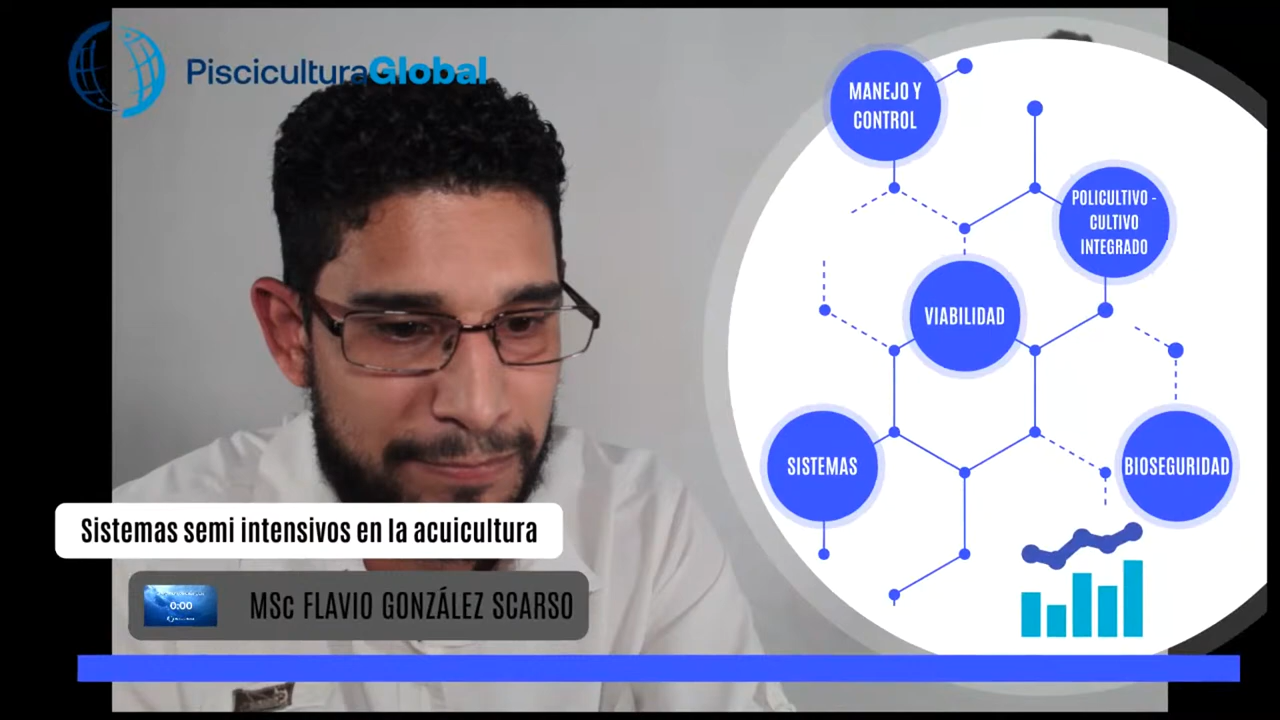 PisciculturaGlobal
MANEJO Y
CONTROL
POLICULTIVO -
CULTIVO
INTEGRADO
VIABILIDAD
SISTEMAS
BIOSEGURIDAD
Sistemas semi intensivos en la acuicultura
0:00
MSc FLAVIO GONZÁLEZ SCARSO